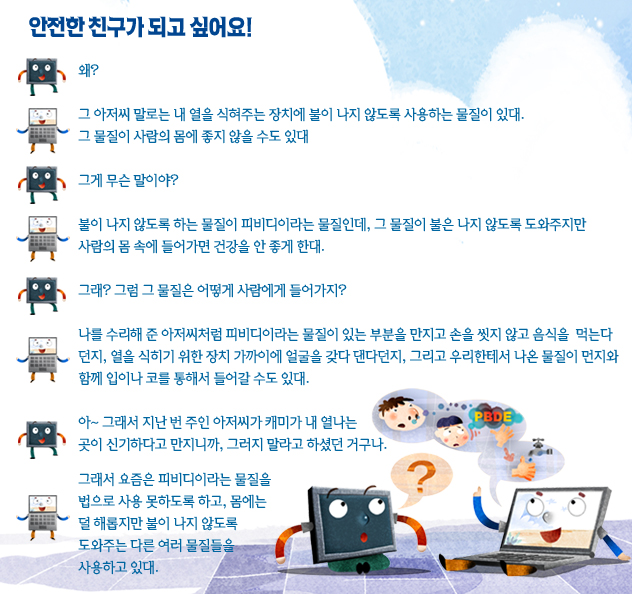 안전한 친구가 되고 싶어요!
왜?
그 아저씨 말로는 내 열을 식혀주는 장치에 불이 나지 않도록 사용하는 물질이 있대.
그 물질이 사람의 몸에 좋지 않을 수도 있대
그게 무슨 말이야?
불이 나지 않도록 하는 물질이 피비디이라는 물질인데, 그 물질이 불은 나지 않도록 도와주지만
사람의 몸 속에 들어가면 건강을 안 좋게 한대.
그래? 그럼 그 물질은 어떻게 사람에게 들어가지?
나를 수리해 준 아저씨처럼 피비디이라는 물질이 있는 부분을 만지고 손을 씻지 않고 음식을 먹는다
던지, 열을 식히기 위한 장치 가까이에 얼굴을 갖다 댄다던지, 그리고 우리한테서 나온 물질이 먼지와
함께 입이나 코를 통해서 들어갈 수도 있대.
아~ 그래서 지난 번 주인 아저씨가 캐미가 내 열나는
곳이 신기하다고 만지니까, 그러지 말라고 하셨던 거구나.
PBDE
그래서 요즘은 피비디이라는 물질을
법으로 사용 못하도록 하고, 몸에는
덜 해롭지만 불이 나지 않도록
도와주는 다른 여러 물질들을
사용하고 있대.
?